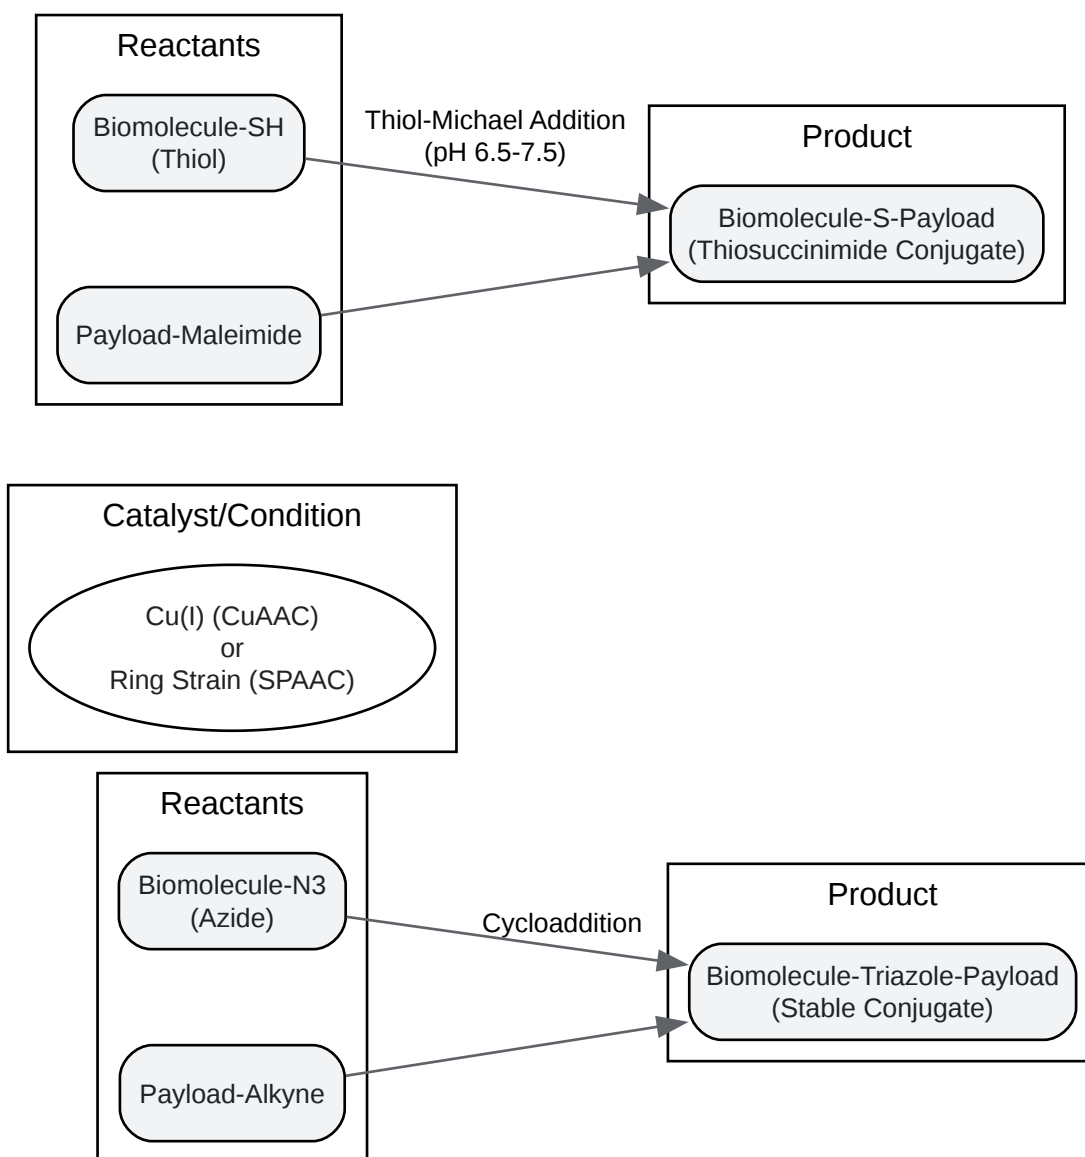 Reactants
Biomolecule-SH
(Thiol)
Payload-Maleimide
Thiol-Michael Addition
(pH 6.5-7.5)
Product
Biomolecule-S-Payload
(Thiosuccinimide Conjugate)
Catalyst/Condition
Cu(I) (CuAAC)
or
Ring Strain (SPAAC)
Reactants
Biomolecule-N3
(Azide)
Payload-Alkyne
Cycloaddition
Product
Biomolecule-Triazole-Payload
(Stable Conjugate)